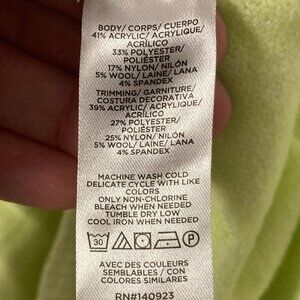 BODY/ CORPS/ CUERPO
41% ACRYLIC/ ACRYLIQUE/
ACRÍLICO
33% POLYESTER/
POLIÉSTER
17% NYLON/ NILÓN
5% WOOL/ LAINE/ LANA
4% SPANDEX
TRIMMING/ GARNITURE/
COSTURA DECORATIVA
39% ACRYLIC/ ACRYLIQUE/
ACRÍLICO
27% POLYESTER/
POLIÉSTER
25% NYLON/ NILÓN
5% WOOL/ LAINE/ LANA
4% SPANDEX
MACHINE WASH COLD
DELICATE CYCLE WITH LIKE
COLORS
ONLY NON-CHLORINE
BLEACH WHEN NEEDED
TUMBLE DRY LOW
COOL IRON WHEN NEEDED
30
AVEC DES COULEURS
SEMBLABLES / CON
COLORES SIMILARES
RN#140923